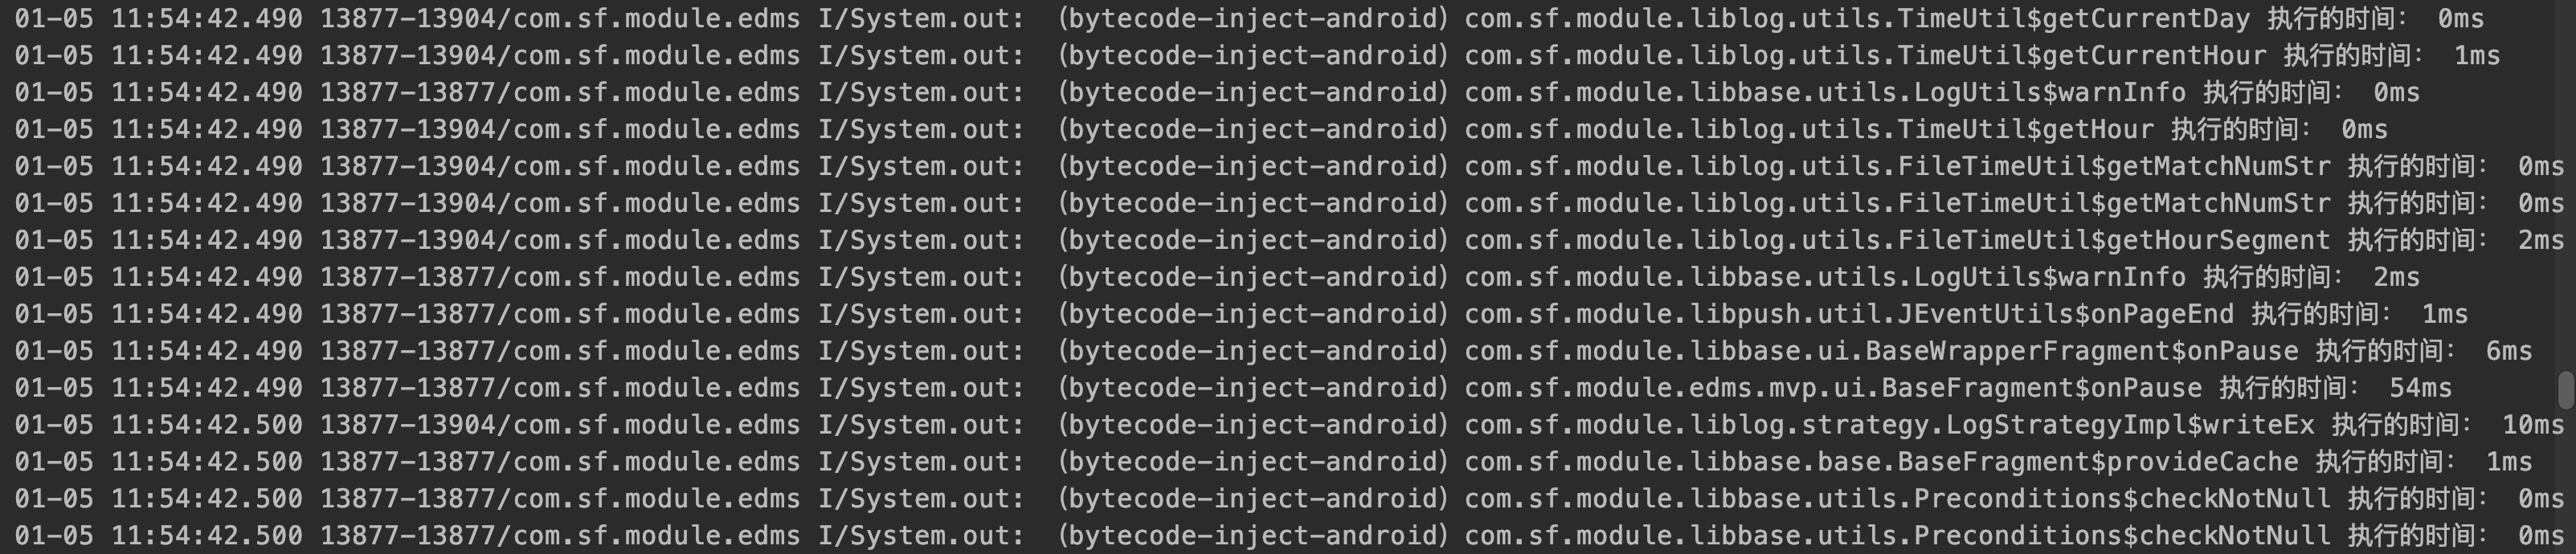 01-05 11:54:42.490 13877-13904/com.sf.module.edms I/System.out: （bytecode-inject-android）com.sf.module.liblog.utils.TimeUtil$getCurrentDay 执行的时间： 0ms
01-05 11:54:42.490 13877-13904/com.sf.module.edms I/System.out: （bytecode-inject-android）com.sf.module.liblog.utils.TimeUtil$getCurrentHour 执行的时间： 1ms
01-05 11:54:42.490 13877-13877/com.sf.module.edms I/System.out: （bytecode-inject-android）com.sf.module.libbase.utils.LogUtils$warnInfo 执行的时间： 0ms
01-05 11:54:42.490 13877-13904/com.sf.module.edms I/System.out: （bytecode-inject-android）com.sf.module.liblog.utils.TimeUtil$getHour 执行的时间： 0ms
01-05 11:54:42.490 13877-13904/com.sf.module.edms I/System.out: （bytecode-inject-android）com.sf.module.liblog.utils.FileTimeUtil$getMatchNumStr 执行的时间： 0ms
01-05 11:54:42.490 13877-13904/com.sf.module.edms I/System.out: （bytecode-inject-android）com.sf.module.liblog.utils.FileTimeUtil$getMatchNumStr 执行的时间： 0ms
01-05 11:54:42.490 13877-13904/com.sf.module.edms I/System.out: （bytecode-inject-android）com.sf.module.liblog.utils.FileTimeUtil$getHourSegment 执行的时间： 2ms
01-05 11:54:42.490 13877-13877/com.sf.module.edms I/System.out: （bytecode-inject-android）com.sf.module.libbase.utils.LogUtils$warnInfo 执行的时间： 2ms
01-05 11:54:42.490 13877-13877/com.sf.module.edms I/System.out: （bytecode-inject-android）com.sf.module.libpush.util.JEventUtils$onPageEnd 执行的时间： 1ms
01-05 11:54:42.490 13877-13877/com.sf.module.edms I/System.out: （bytecode-inject-android）com.sf.module.libbase.ui.BaseWrapperFragment$onPause 执行的时间： 6ms
01-05 11:54:42.490 13877-13877/com.sf.module.edms I/System.out: （bytecode-inject-android）com.sf.module.edms.mvp.ui.BaseFragment$onPause 执行的时间： 54ms
01-05 11:54:42.500 13877-13904/com.sf.module.edms I/System.out: （bytecode-inject-android）com.sf.module.liblog.strategy.LogStrategyImpl$writeEx 执行的时间： 10ms
01-05 11:54:42.500 13877-13877/com.sf.module.edms I/System.out: （bytecode-inject-android）com.sf.module.libbase.base.BaseFragment$provideCache 执行的时间： 1ms
01-05 11:54:42.500 13877-13877/com.sf.module.edms I/System.out: （bytecode-inject-android）com.sf.module.libbase.utils.Preconditions$checkNotNull 执行的时间： 0ms
01-05 11:54:42.500 13877-13877/com.sf.module.edms I/System.out: （bytecode-inject-android）com.sf.module.libbase.utils.Preconditions$checkNotNull 执行的时间： 0ms